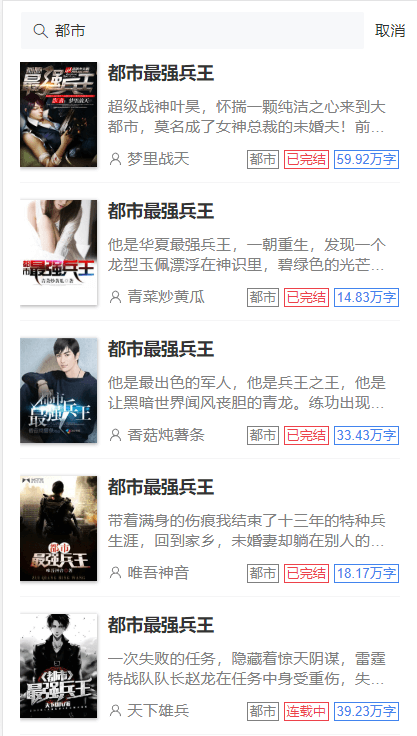 都市
取消
都市最强兵王
超级战神叶昊，怀揣一颗纯洁之心来到大
都市，莫名成了女神总裁的未婚夫！前...
梦里战天
都市 已完结 59.92万字
都市最强兵王
他是华夏最强兵王，一朝重生，发现一个
龙型玉佩漂浮在神识里，碧绿色的光芒...
青菜炒黄瓜
都市 已完结 14.83万字
都市最强兵王
他是最出色的军人，他是兵王之王，他是
让黑暗世界闻风丧胆的青龙。练功出现...
香菇炖薯条
都市 已完结 33.43万字
都市最强兵王
带着满身的伤痕我结束了十三年的特种兵
生涯，回到家乡，未婚妻却躺在别人的...
唯吾神音
都市 已完结 18.17万字
都市最强兵王
一次失败的任务，隐藏着惊天阴谋，雷霆
特战队队长赵龙在任务中身受重伤，失...
天下雄兵
都市 连载中 39.23万字